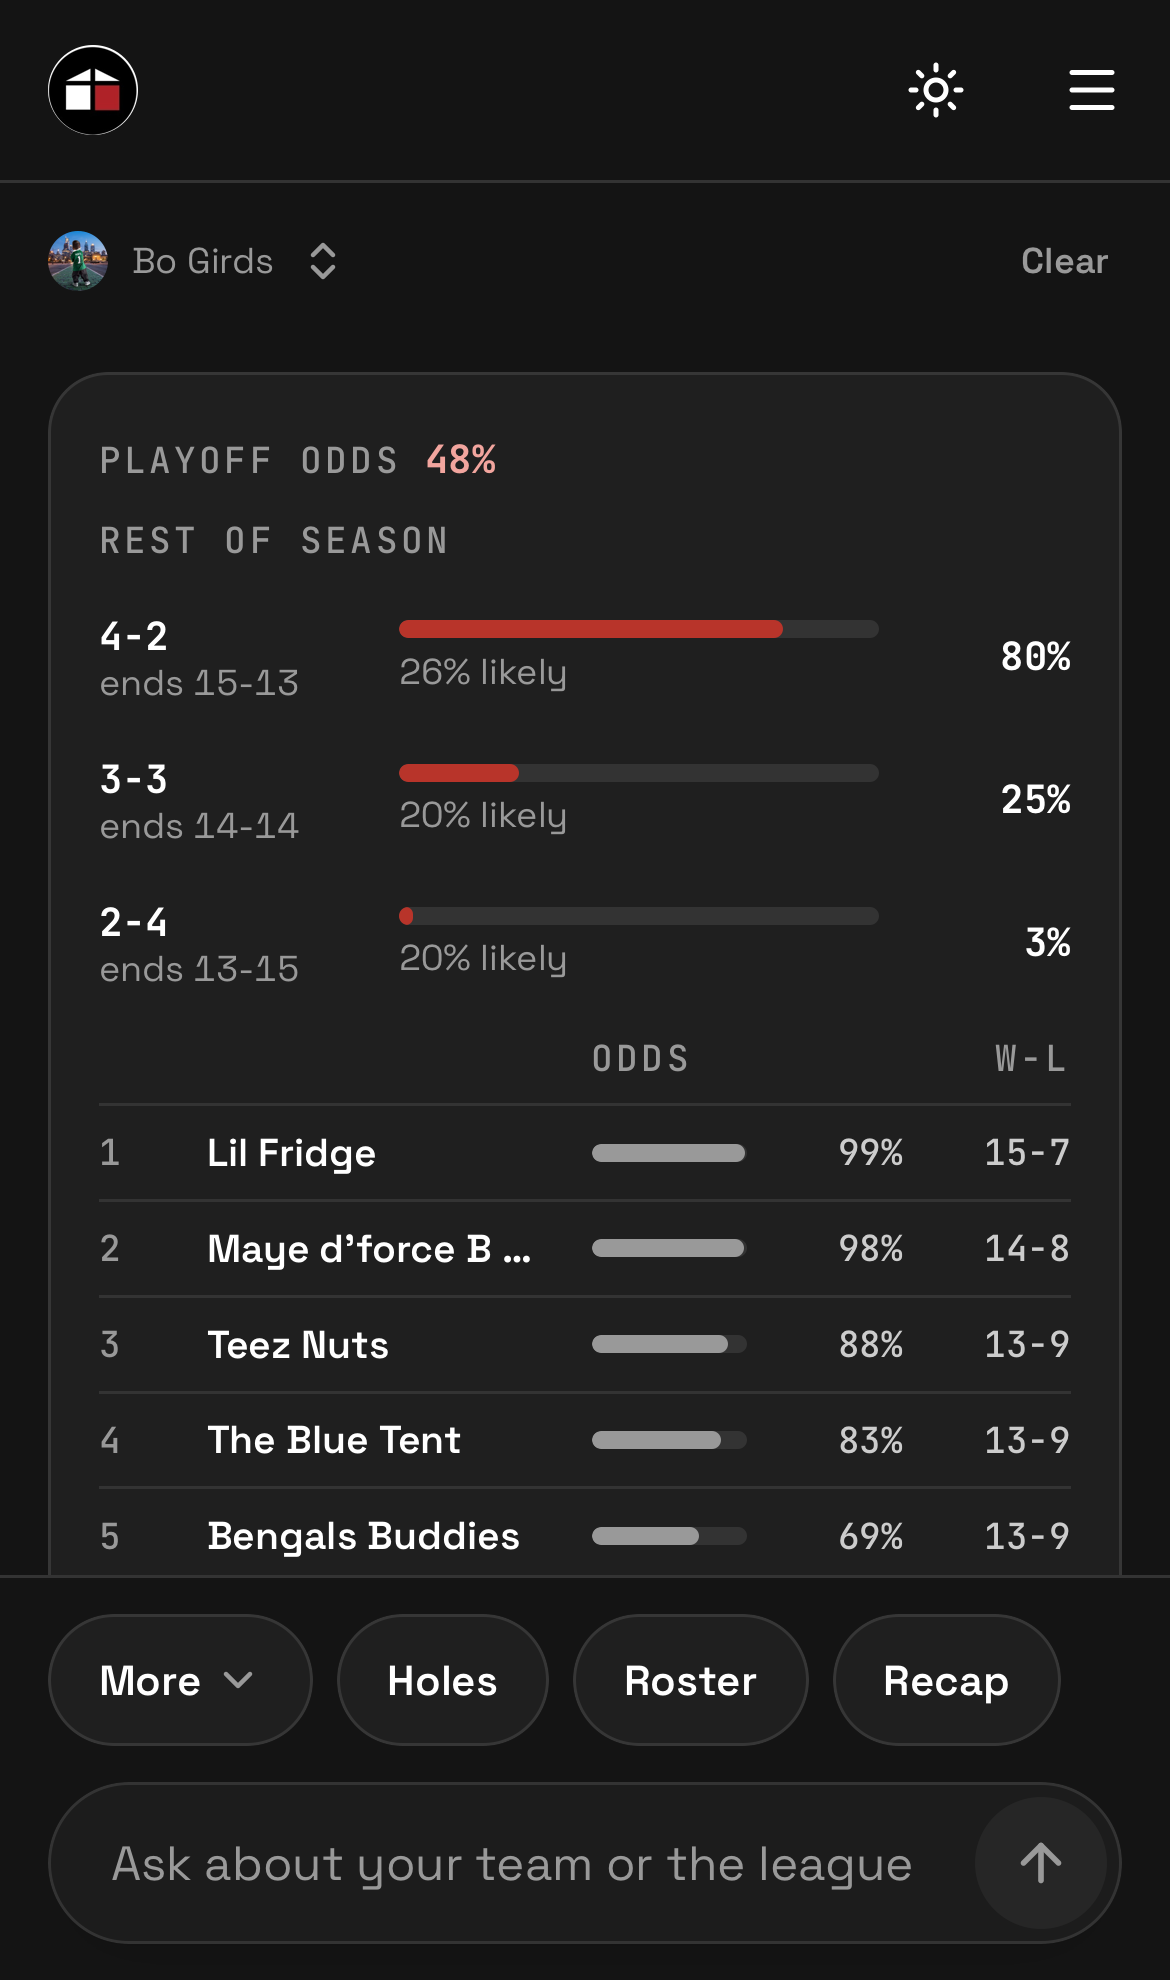 Bo Girds
Clear
PLAYOFF ODDS 48%
REST OF SEASON
4-2
ends 15-13
26% likely
80%
3-3
ends 14-14
20% likely
25%
2-4
ends 13-15
20% likely
3%
ODDS W-L
1 Lil Fridge 99% 15-7
2 Maye d’force B ... 98% 14-8
3 Teez Nuts 88% 13-9
4 The Blue Tent 83% 13-9
5 Bengals Buddies 69% 13-9
More Holes Roster Recap
Ask about your team or the league